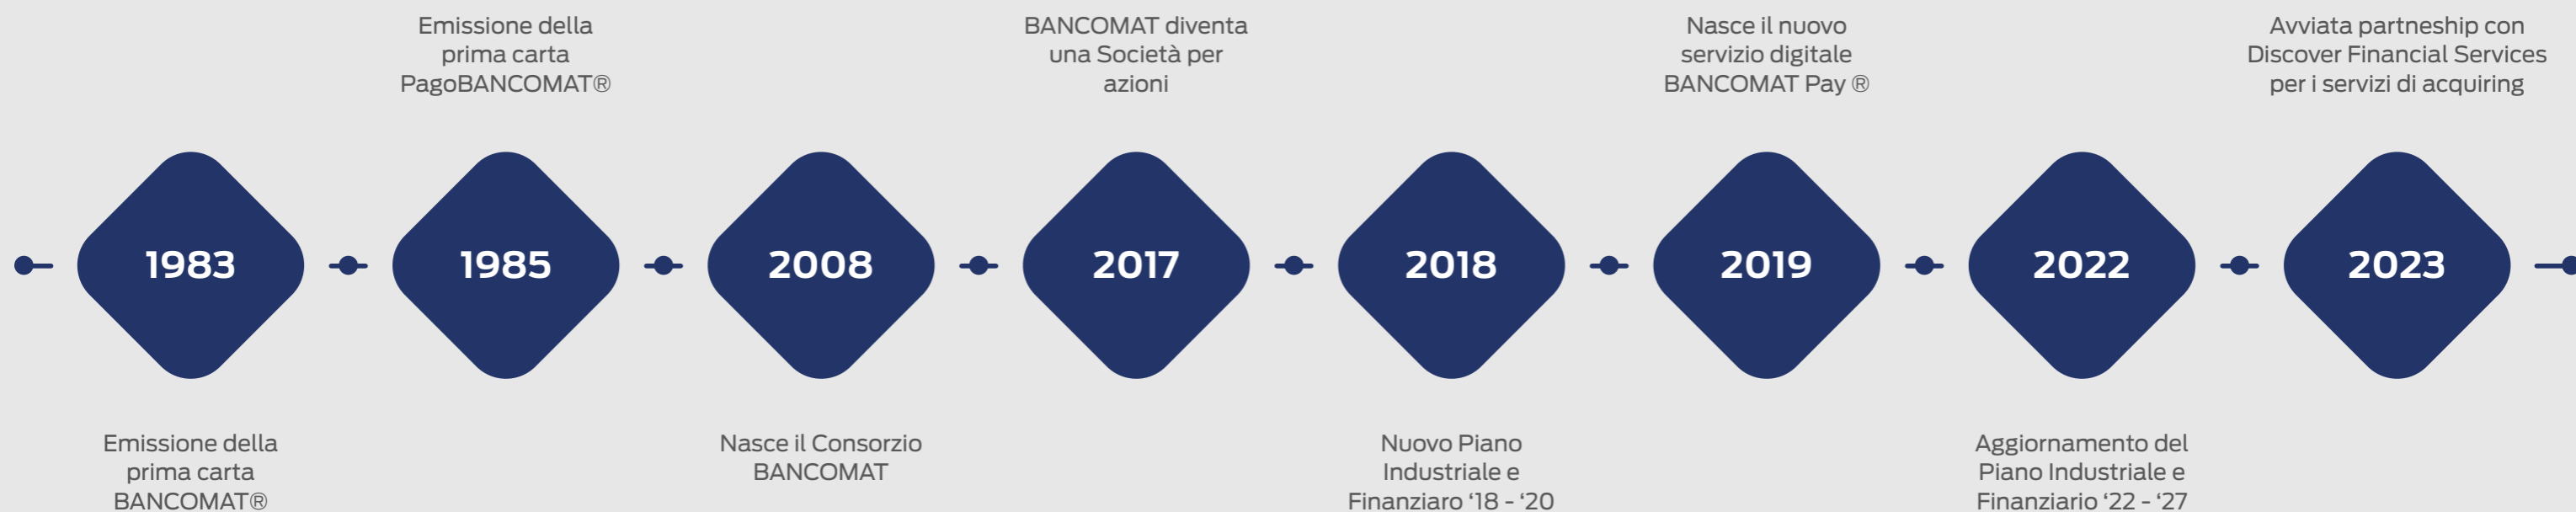 Emissione della
prima carta
PagoBANCOMAT®
BANCOMAT diventa
una Società per
azioni
Nasce il nuovo
servizio digitale
BANCOMAT Pay ®
Avviata partneship con
Discover Financial Services
per i servizi di acquiring
1983
1985
2008
2017
2018
2019
2022
2023
Emissione della
prima carta
BANCOMAT®
Nasce il Consorzio
BANCOMAT
Nuovo Piano
Industriale e
Finanziaro ‘18 - ‘20
Aggiornamento del
Piano Industriale e
Finanziario ‘22 - ‘27